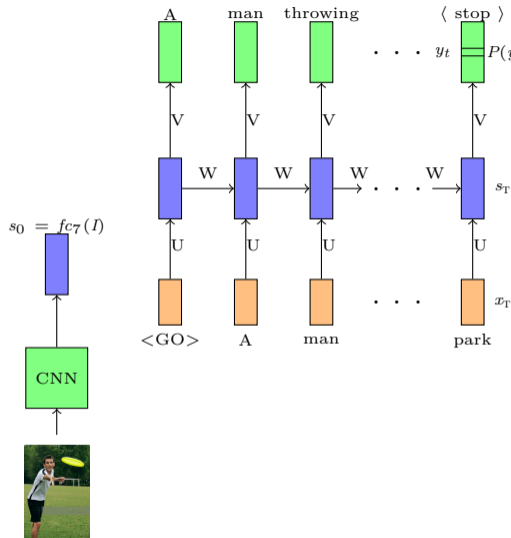 A man throwing ⟨ stop ⟩
· · · y_t P(y
V V V V
W W W W
· · · s_T
s_0 = fc_7(I)
U U U U
· · · x_T
<GO> A man park
CNN